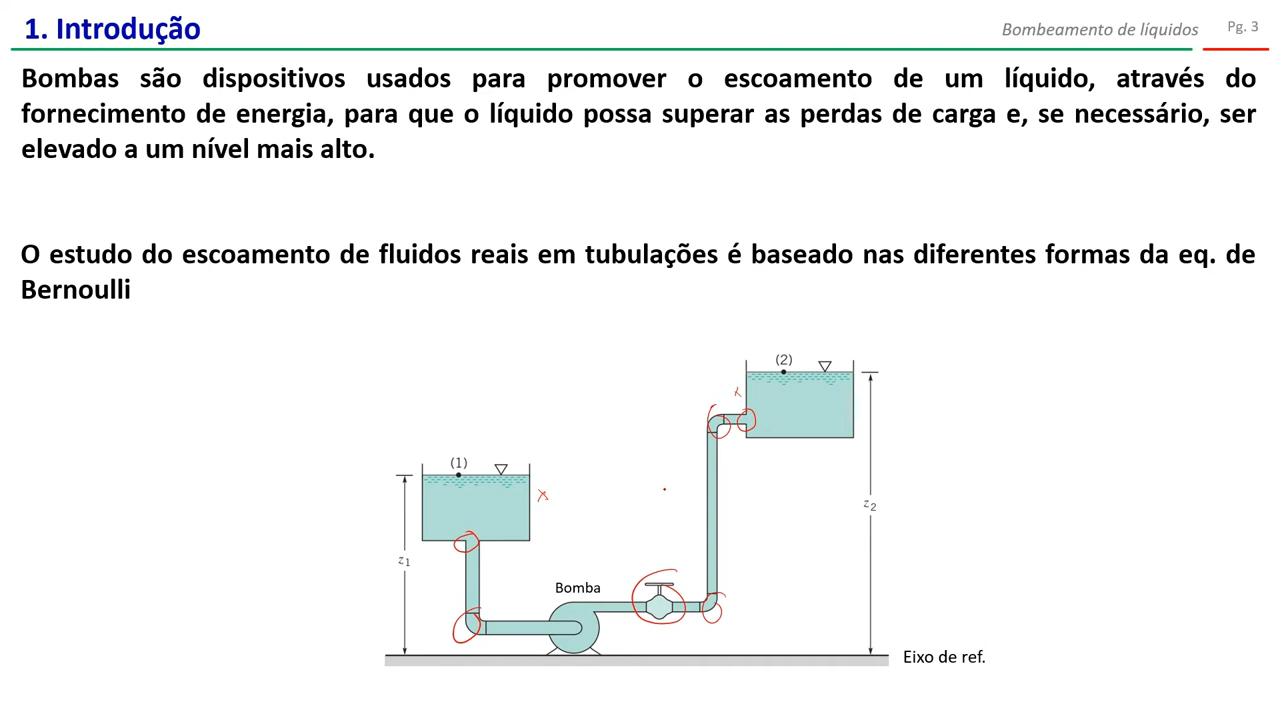 1. Introdução
Bombeamento de líquidos
Pg. 3
Bombas são dispositivos usados para promover o escoamento de um líquido, através do
fornecimento de energia, para que o líquido possa superar as perdas de carga e, se necessário, ser
elevado a um nível mais alto.
O estudo do escoamento de fluidos reais em tubulações é baseado nas diferentes formas da eq. de
Bernoulli
(2)
(1)
z2
z1
Bomba
Eixo de ref.